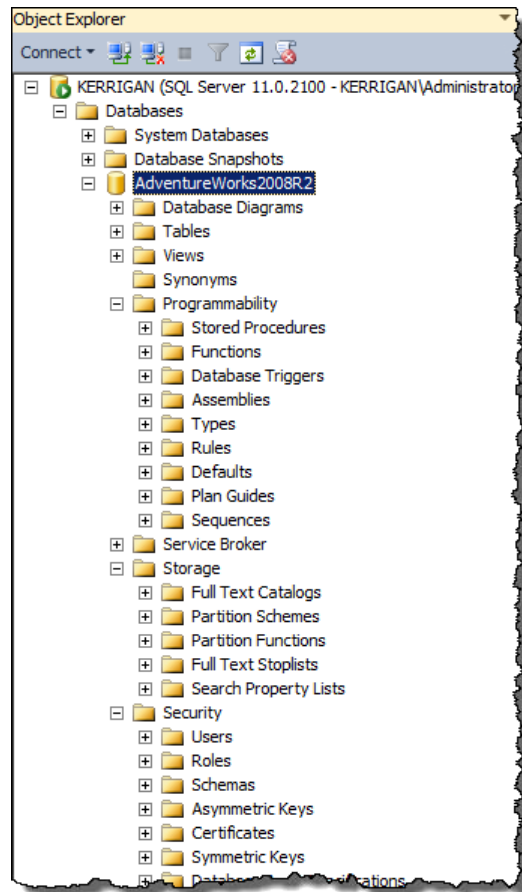 Object Explorer
Connect
KERRIGAN (SQL Server 11.0.2100 - KERRIGAN\Administrator
Databases
System Databases
Database Snapshots
AdventureWorks2008R2
Database Diagrams
Tables
Views
Synonyms
Programmability
Stored Procedures
Functions
Database Triggers
Assemblies
Types
Rules
Defaults
Plan Guides
Sequences
Service Broker
Storage
Full Text Catalogs
Partition Schemes
Partition Functions
Full Text Stoplists
Search Property Lists
Security
Users
Roles
Schemas
Asymmetric Keys
Certificates
Symmetric Keys